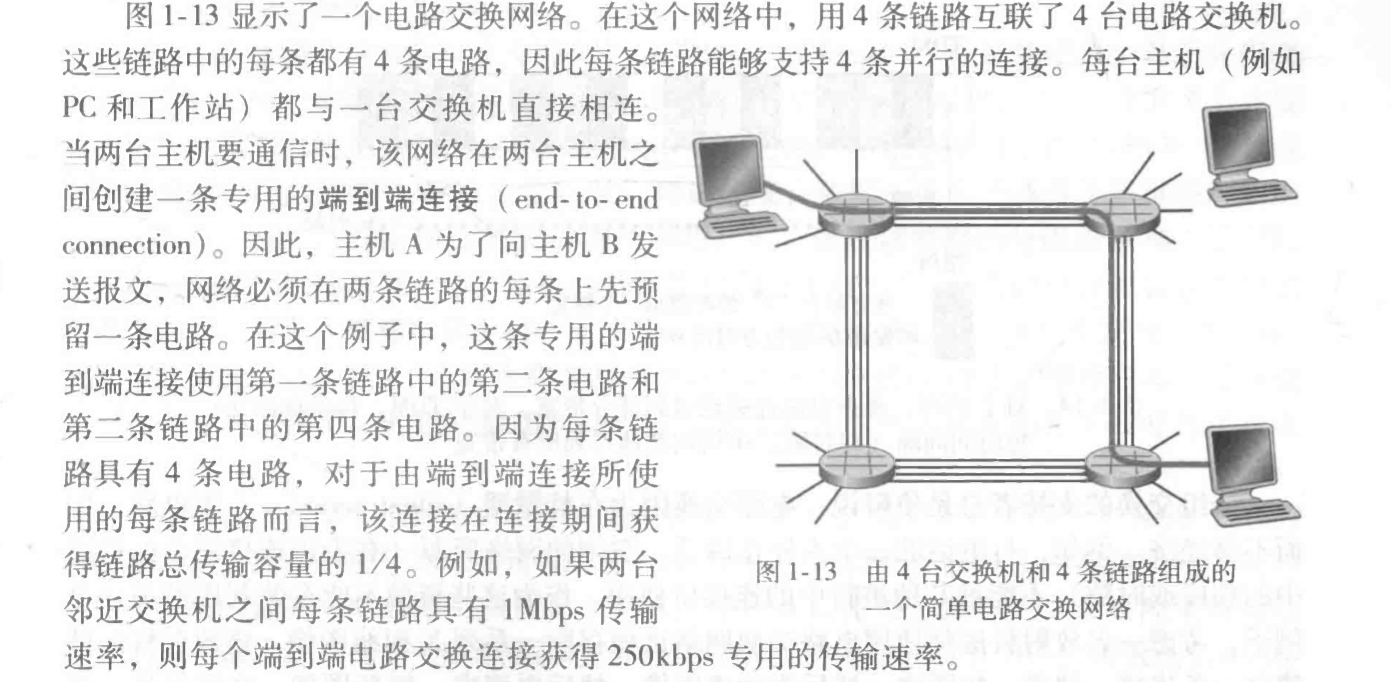 图 1-13 显示了一个电路交换网络。在这个网络中，用 4 条链路互联了 4 台电路交换机。
这些链路中的每条都有 4 条电路，因此每条链路能够支持 4 条并行的连接。每台主机（例如
PC 和工作站）都与一台交换机直接相连。
当两台主机要通信时，该网络在两台主机之
间创建一条专用的端到端连接（end-to-end
connection）。因此，主机 A 为了向主机 B 发
送报文，网络必须在两条链路的每条上先预
留一条电路。在这个例子中，这条专用的端
到端连接使用第一条链路中的第二条电路和
第二条链路中的第四条电路。因为每条链
路具有 4 条电路，对于由端到端连接所使
用的每条链路而言，该连接在连接期间获
得链路总传输容量的 1/4。例如，如果两台
邻近交换机之间每条链路具有 1Mbps 传输
速率，则每个端到端电路交换连接获得 250kbps 专用的传输速率。
图 1-13 由 4 台交换机和 4 条链路组成的
一个简单电路交换网络